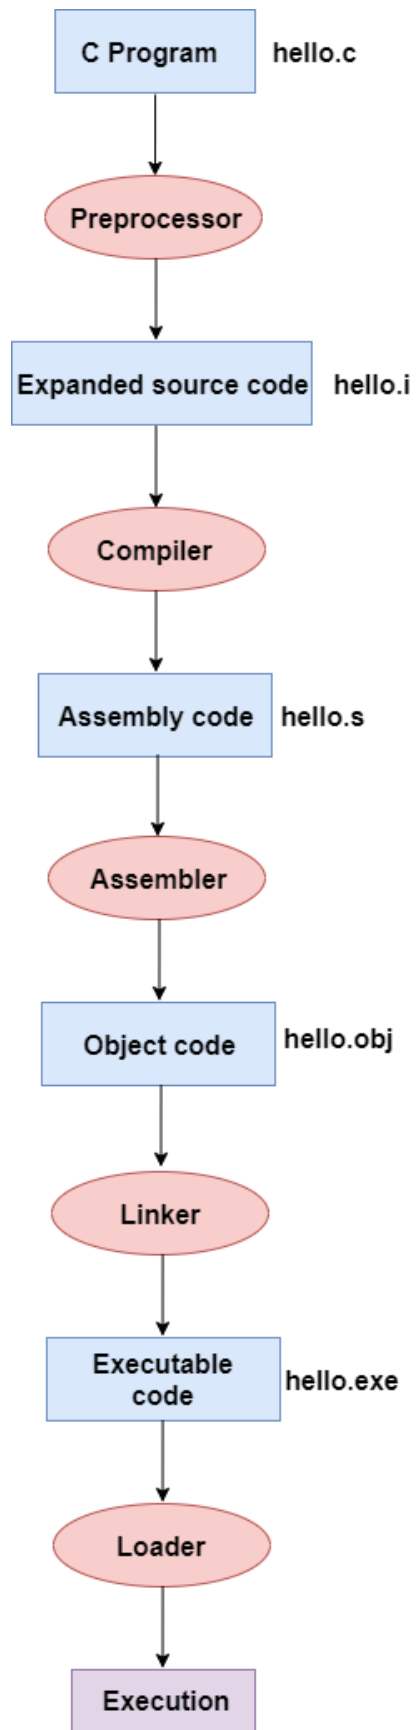 C Program hello.c
Preprocessor
Expanded source code hello.i
Compiler
Assembly code hello.s
Assembler
Object code hello.obj
Linker
Executable
code
hello.exe
Loader
Execution